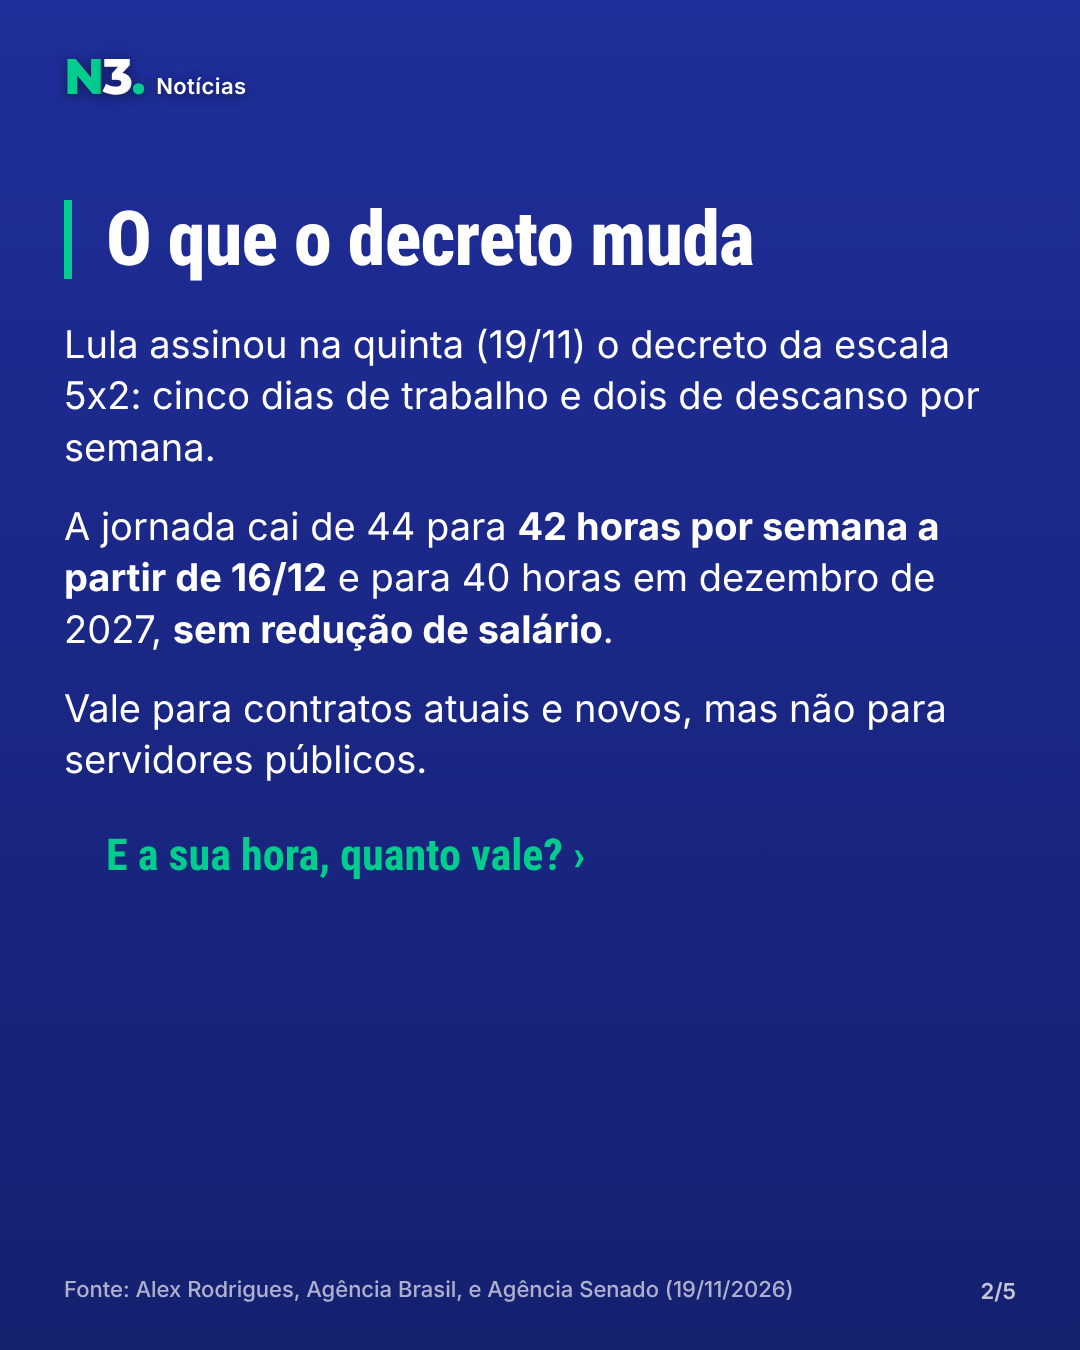 N3. Notícias
O que o decreto muda
Lula assinou na quinta (19/11) o decreto da escala
5x2: cinco dias de trabalho e dois de descanso por
semana.
A jornada cai de 44 para 42 horas por semana a
partir de 16/12 e para 40 horas em dezembro de
2027, sem redução de salário.
Vale para contratos atuais e novos, mas não para
servidores públicos.
E a sua hora, quanto vale? ›
Fonte: Alex Rodrigues, Agência Brasil, e Agência Senado (19/11/2026)
2/5